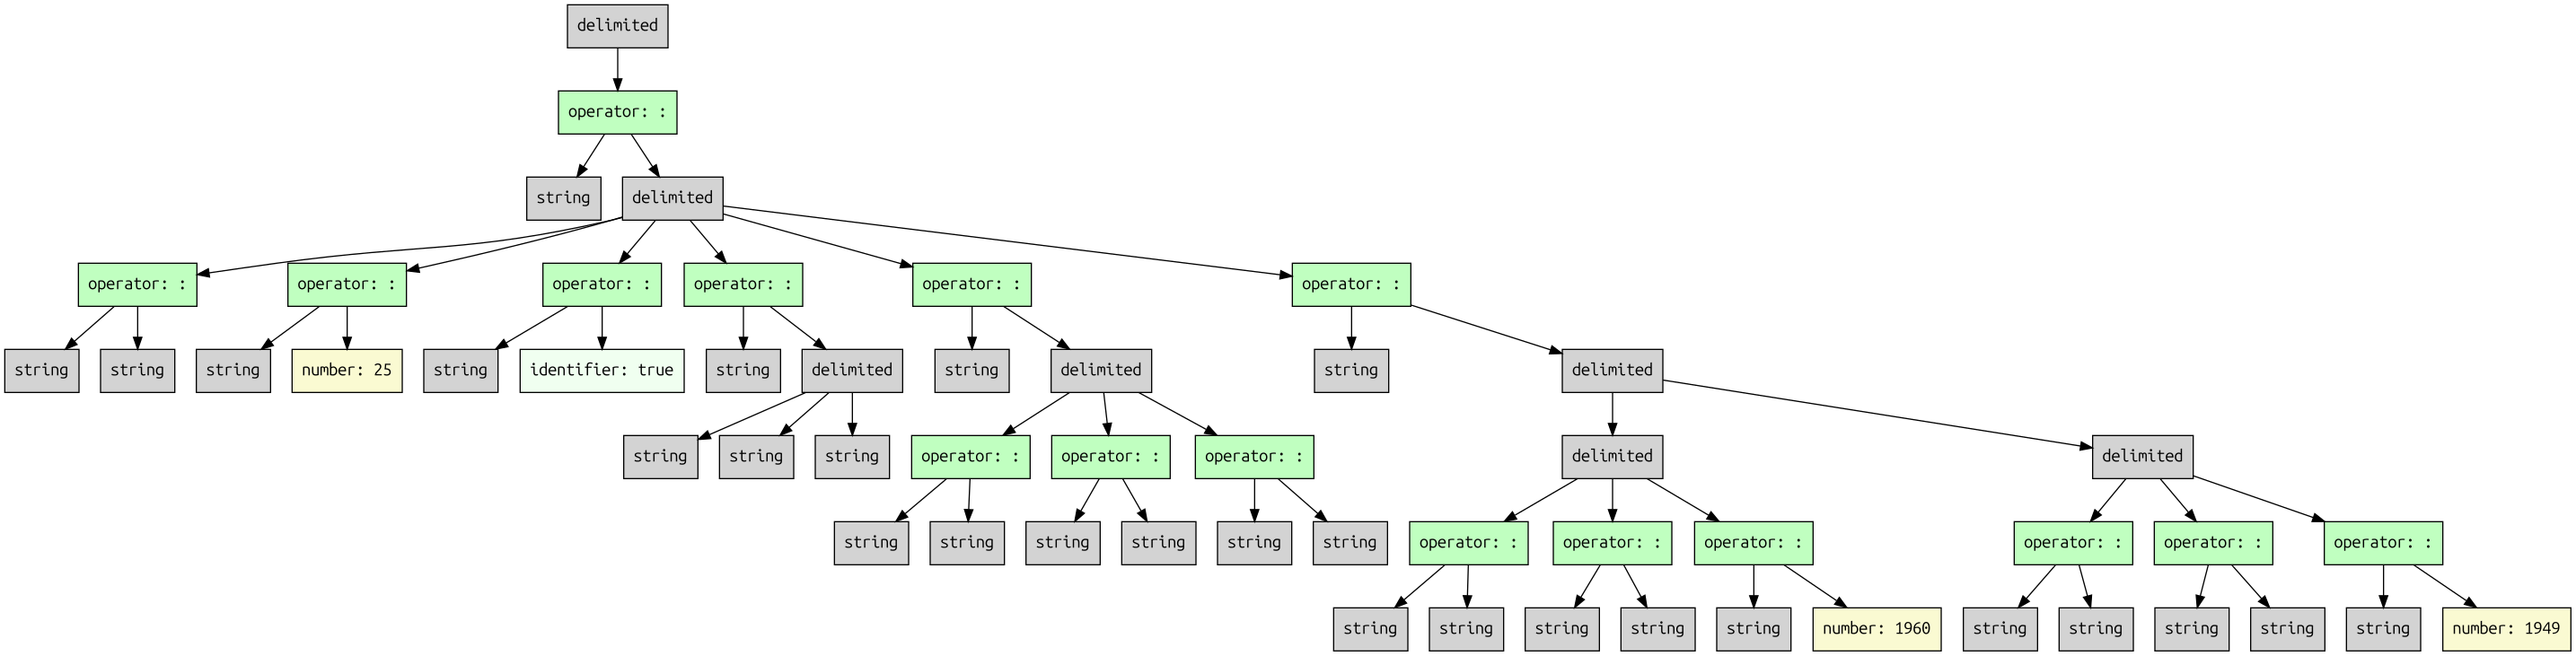 delimited
operator: :
string
delimited
operator: :
operator: :
operator: :
operator: :
operator: :
operator: :
string
string
string
number: 25
string
identifier: true
string
delimited
string
delimited
string
delimited
string
string
string
operator: :
operator: :
operator: :
delimited
delimited
string
string
string
string
string
string
operator: :
operator: :
operator: :
operator: :
operator: :
operator: :
string
string
string
string
string
number: 1960
string
string
string
string
string
number: 1949